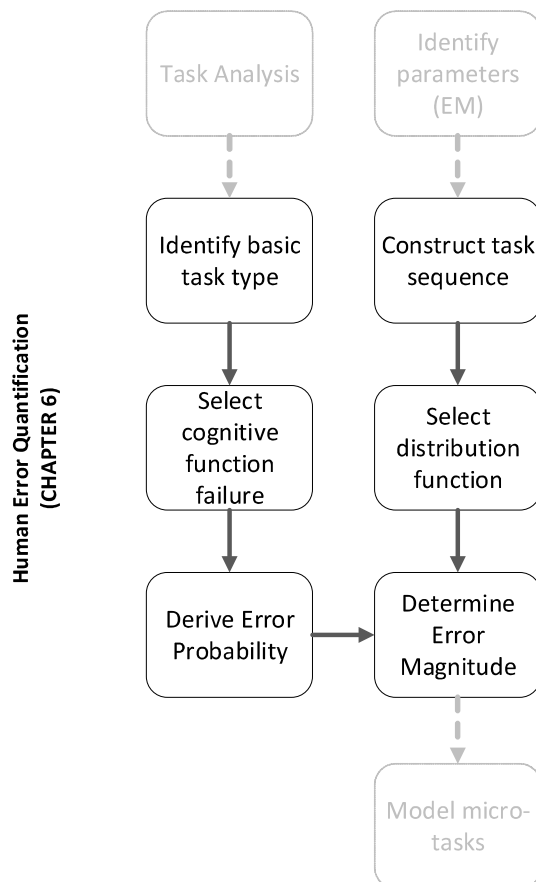 Task Analysis
Identify
parameters
(EM)
Identify basic
task type
Construct task
sequence
Human Error Quantification
(CHAPTER 6)
Select
cognitive
function
failure
Select
distribution
function
Derive Error
Probability
Determine
Error
Magnitude
Model micro-
tasks